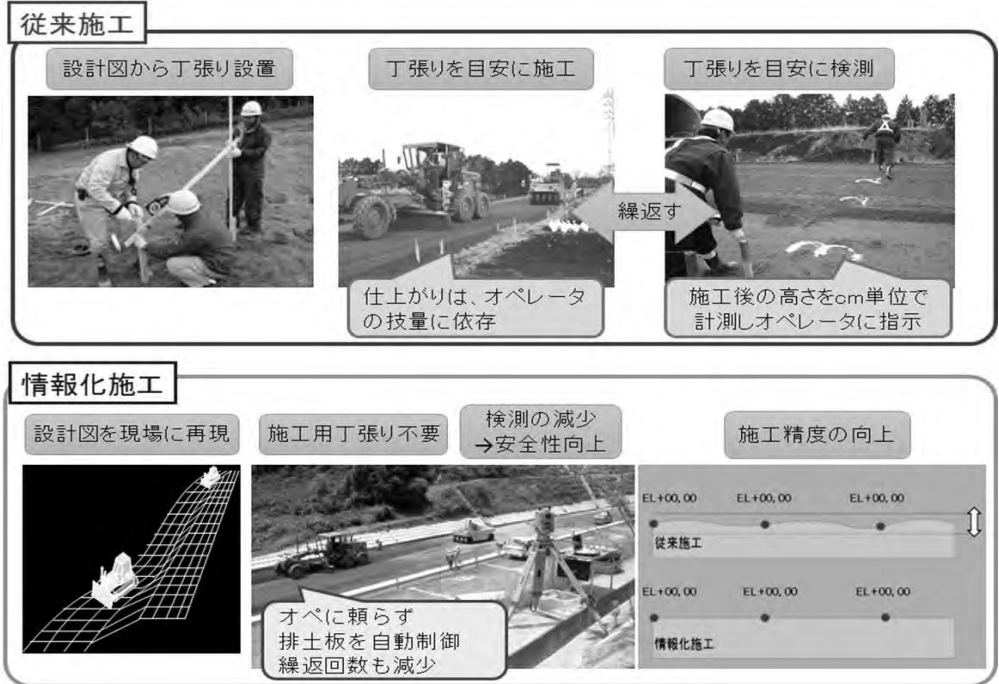 従来施工
設計図から丁張り設置
丁張りを目安に施工
丁張りを目安に検測
繰返す
仕上がりは、オペレータ
の技量に依存
施工後の高さをcm単位で
計測しオペレータに指示
情報化施工
設計図を現場に再現
施工用丁張り不要
検測の減少
→安全性向上
施工精度の向上
オペに頼らず
排土板を自動制御
繰返回数も減少
EL+00,00 EL+00,00 EL+00,00
従来施工
EL+00,00 EL+00,00 EL+00,00
情報化施工